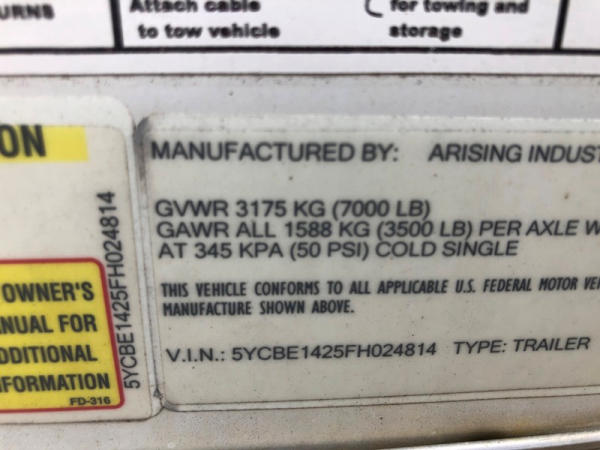 URNS
Attach cable
to tow vehicle
for towing and
storage
ON
OWNER'S
ANUAL FOR
DDITIONAL
FORMATION
FD-316
5YCBE1425FH024814
MANUFACTURED BY: ARISING INDUST
GVWR 3175 KG (7000 LB)
GAWR ALL 1588 KG (3500 LB) PER AXLE W
AT 345 KPA (50 PSI) COLD SINGLE
THIS VEHICLE CONFORMS TO ALL APPLICABLE U.S. FEDERAL MOTOR VEH
MANUFACTURE SHOWN ABOVE.
V.I.N.: 5YCBE1425FH024814 TYPE: TRAILER